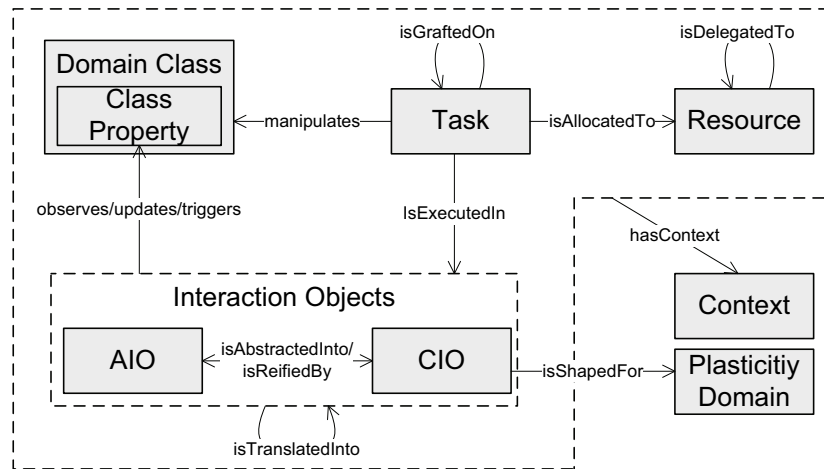 isGraftedOn
isDelegatedTo
Domain Class
Class
Property
manipulates
Task
isAllocatedTo
Resource
observes/updates/triggers
IsExecutedIn
hasContext
Interaction Objects
Context
AIO
isAbstractedInto/
isReifiedBy
CIO
isShapedFor
Plasticitiy
Domain
isTranslatedInto